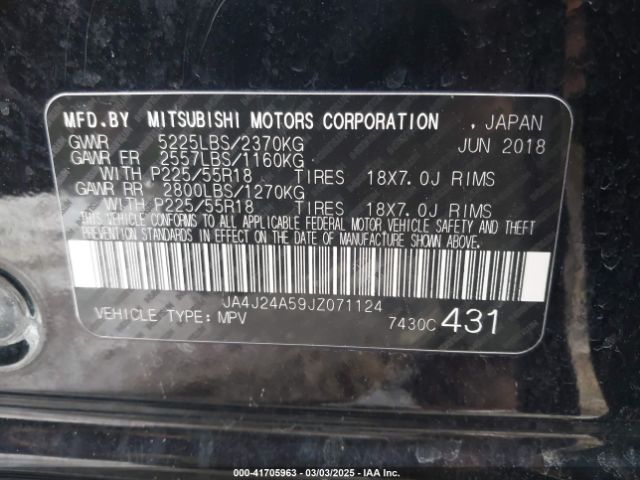 MFD.BY MITSUBISHI MOTORS CORPORATION , JAPAN
GVWR 5225LBS/2370KG JUN 2018
GAWR FR 2557LBS/1160KG
WITH P225/55R18 TIRES 18X7.0J RIMS
GAWR RR 2800LBS/1270KG
WITH P225/55R18 TIRES 18X7.0J RIMS
THIS VEHICLE CONFORMS TO ALL APPLICABLE FEDERAL MOTOR VEHICLE SAFETY AND THEFT
PREVENTION STANDARDS IN EFFECT ON THE DATE OF MANUFACTURE SHOWN ABOVE.
JA4J24A59JZ071124
VEHICLE TYPE: MPV 7430C 431
000-41705963 - 03/03/2025 - IAA Inc.